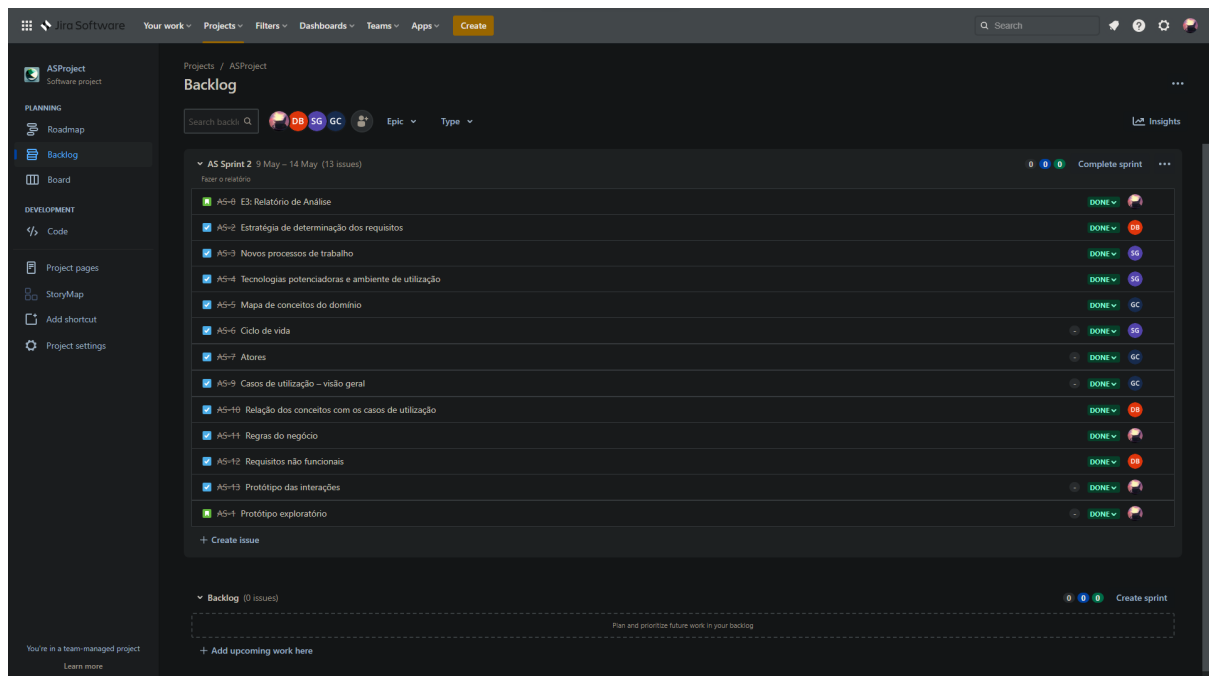 Jira Software Your work Projects Filters Dashboards Teams Apps Create Search
ASProject
Software project
PLANNING
Roadmap
Backlog
Board
DEVELOPMENT
Code
Project pages
StoryMap
Add shortcut
Project settings
You're in a team-managed project
Learn more
Projects / ASProject
Backlog
Search backl DB SG GC Epic Type Insights
AS Sprint 2 9 May – 14 May (13 issues) 0 0 0 Complete sprint
Fazer o relatório
AS-8 E3: Relatório de Análise DONE
AS-2 Estratégia de determinação dos requisitos DONE DB
AS-3 Novos processos de trabalho DONE SG
AS-4 Tecnologias potenciadoras e ambiente de utilização DONE SG
AS-5 Mapa de conceitos do domínio DONE GC
AS-6 Ciclo de vida - DONE SG
AS-7 Atores - DONE GC
AS-9 Casos de utilização – visão geral - DONE GC
AS-10 Relação dos conceitos com os casos de utilização DONE DB
AS-11 Regras do negócio DONE
AS-12 Requisitos não funcionais DONE DB
AS-13 Protótipo das interações - DONE
AS-1 Protótipo exploratório - DONE
+ Create issue
Backlog (0 issues) 0 0 0 Create sprint
Plan and prioritize future work in your backlog
+ Add upcoming work here